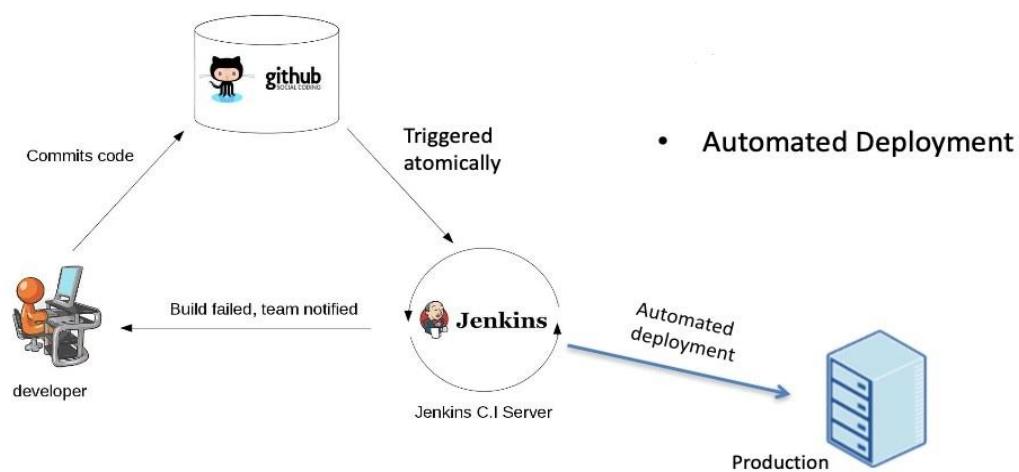 github
SOCIAL CODING
Triggered
atomically
• Automated Deployment
Commits code
Build failed, team notified
Jenkins
Automated
deployment
developer
Jenkins C.I Server
Production